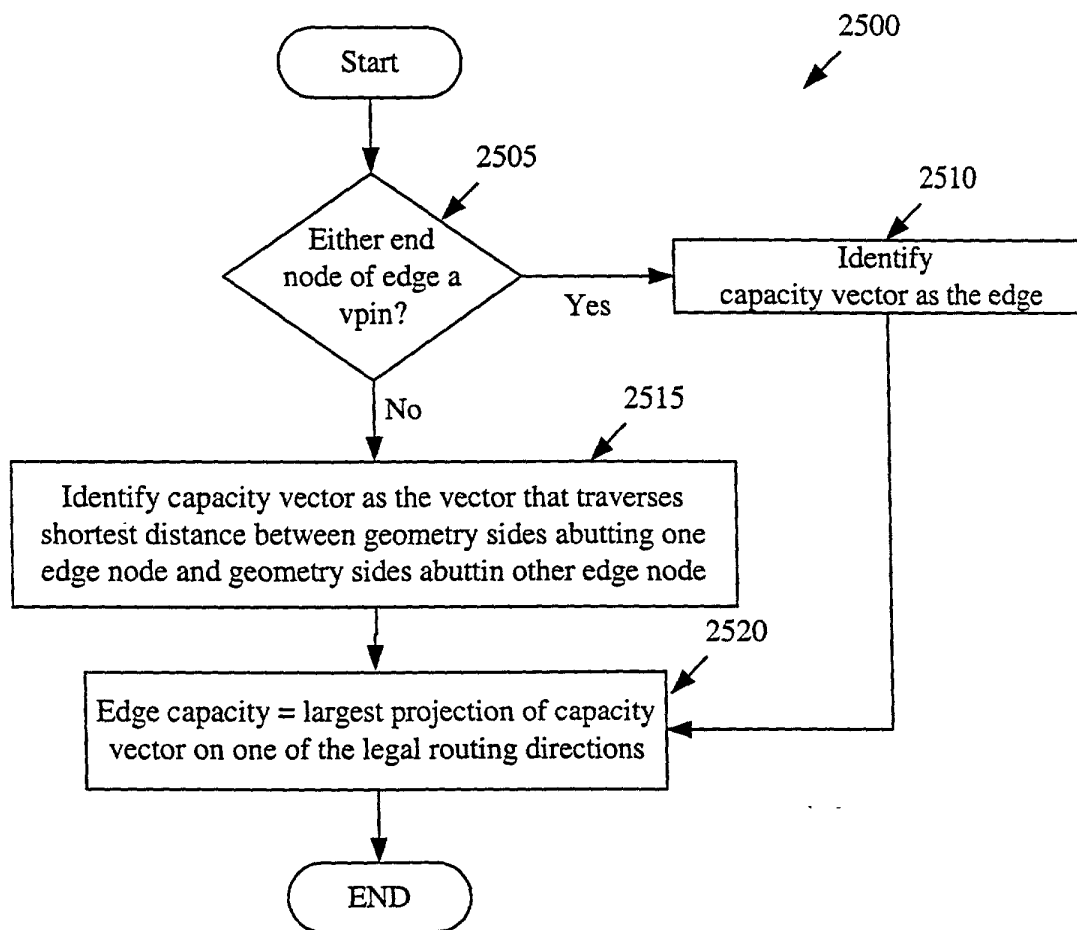 2500
Start
2505
Either end
node of edge a
vpin?
Yes
2510
Identify
capacity vector as the edge
No
2515
Identify capacity vector as the vector that traverses
shortest distance between geometry sides abutting one
edge node and geometry sides abuttin other edge node
2520
Edge capacity = largest projection of capacity
vector on one of the legal routing directions
END